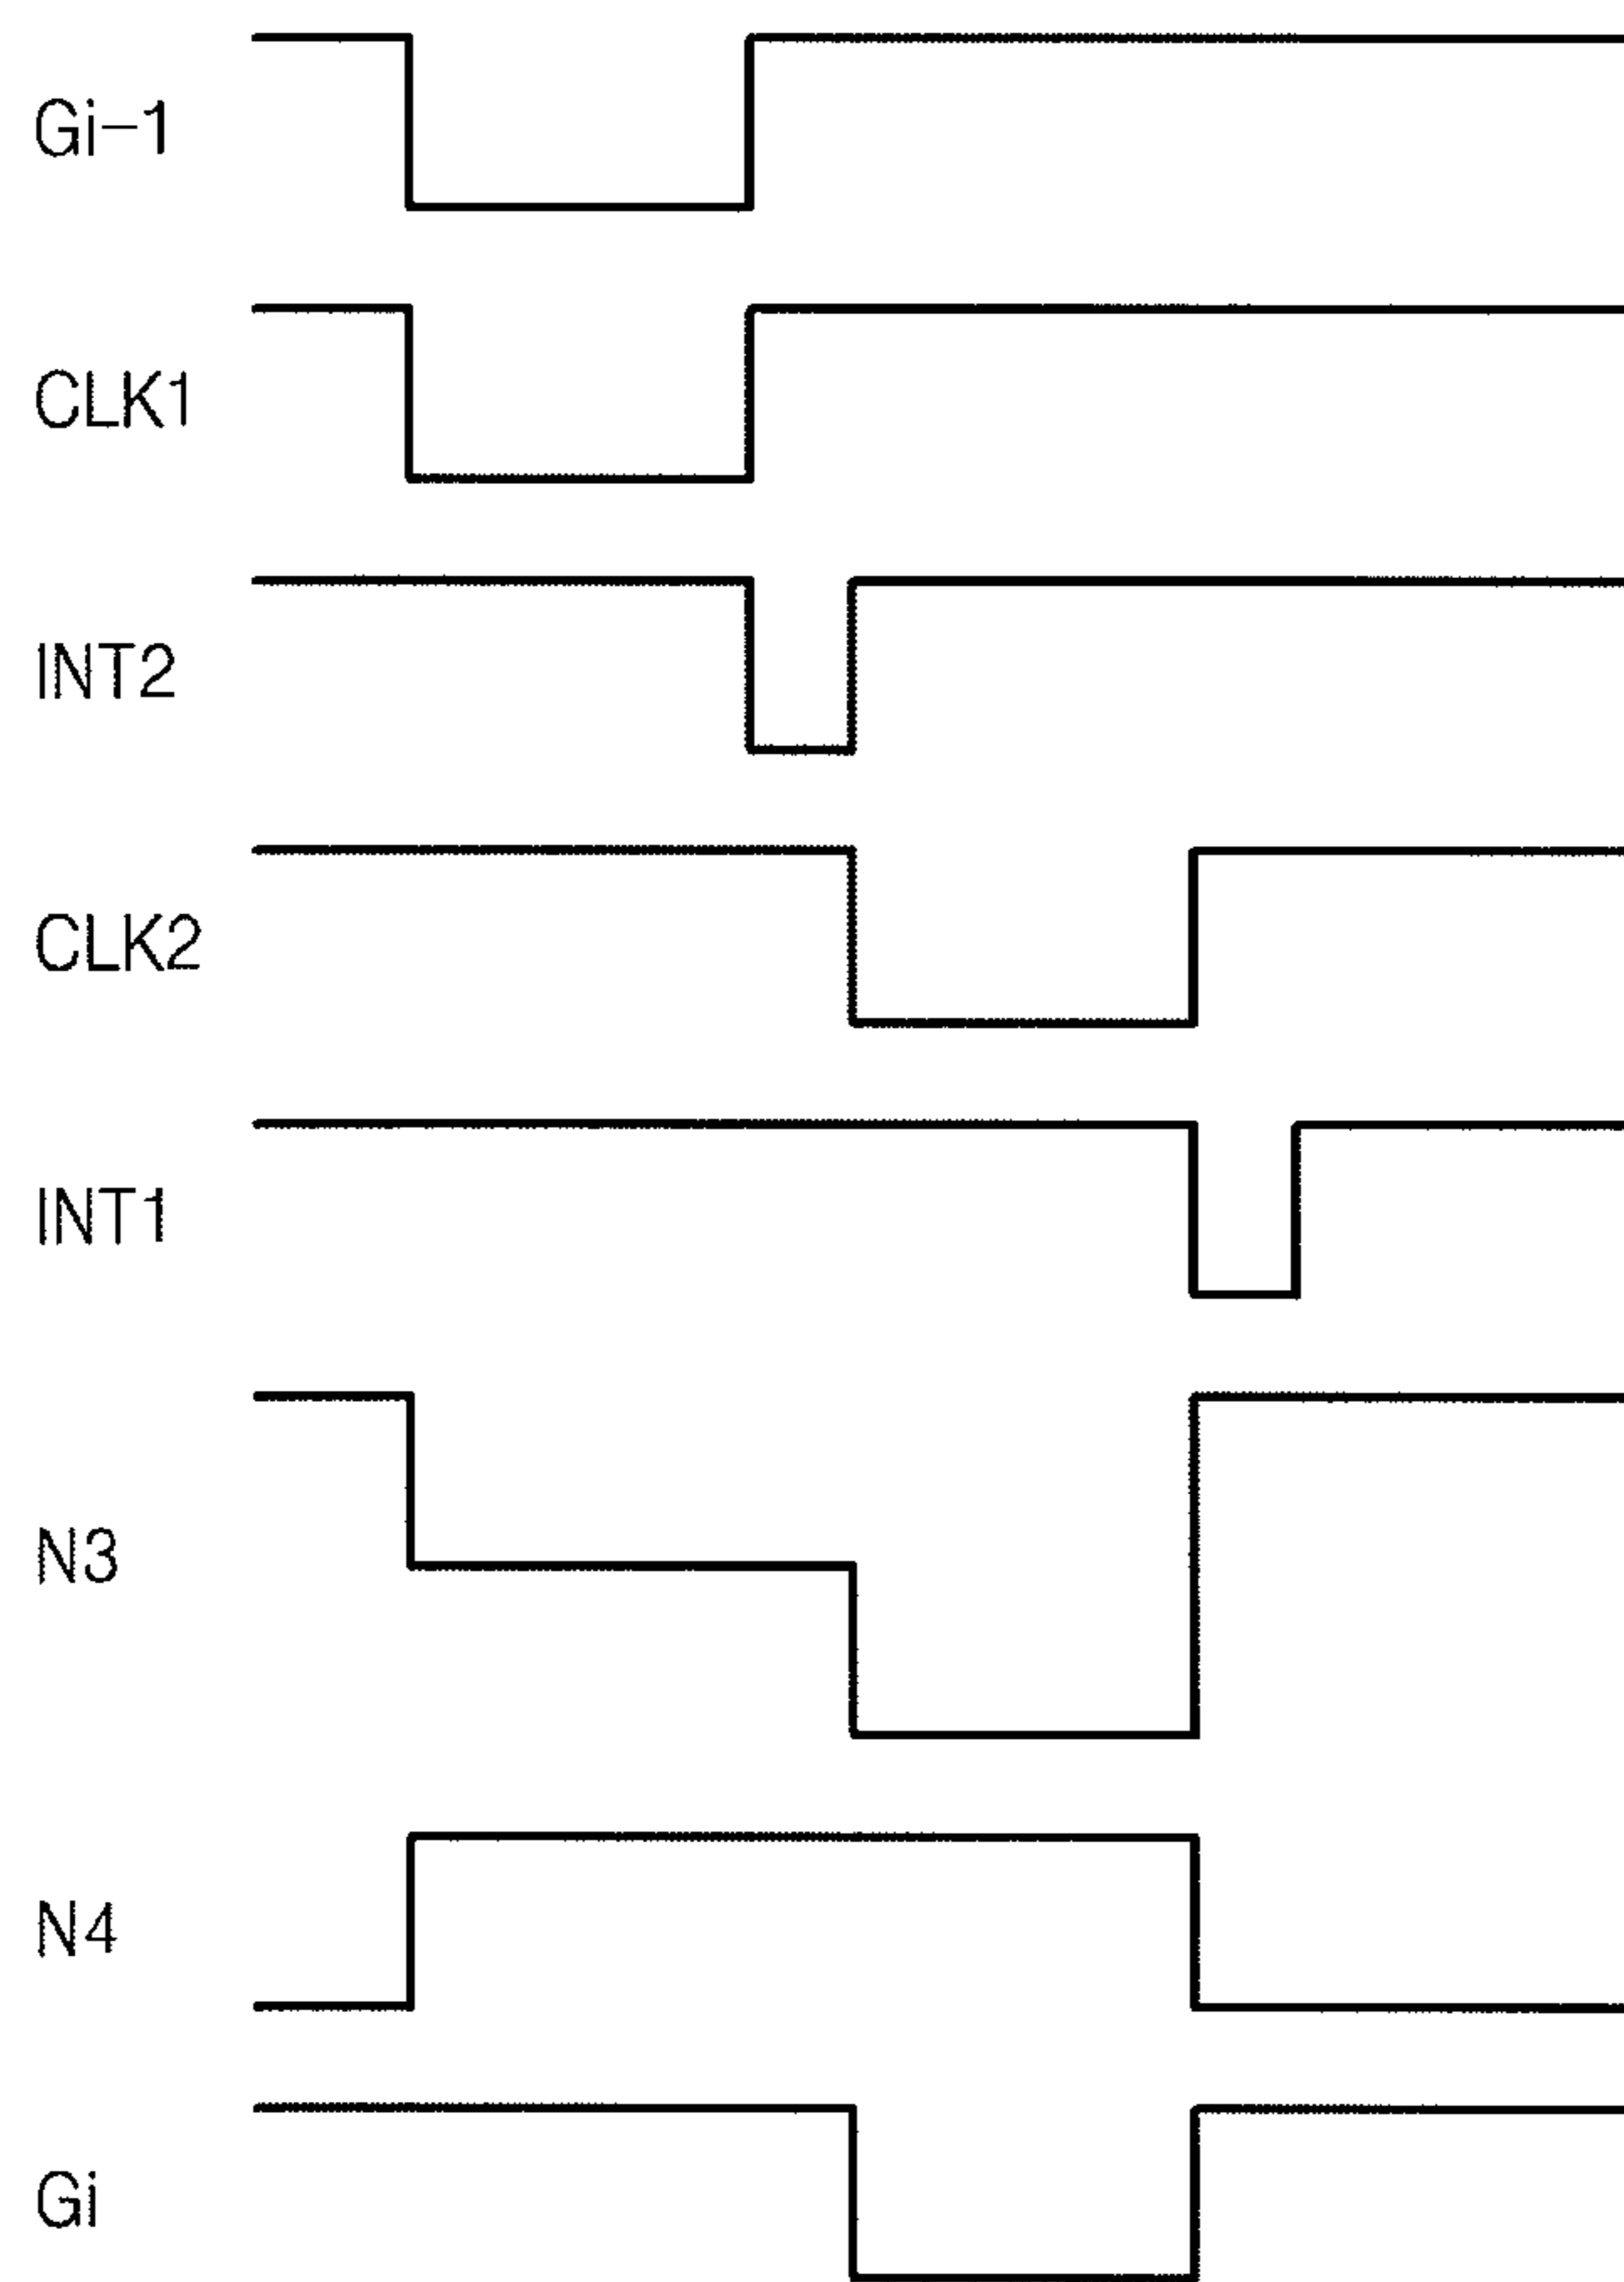 Gi-1
CLK1
INT2
CLK2
INT1
N3
N4
Gi